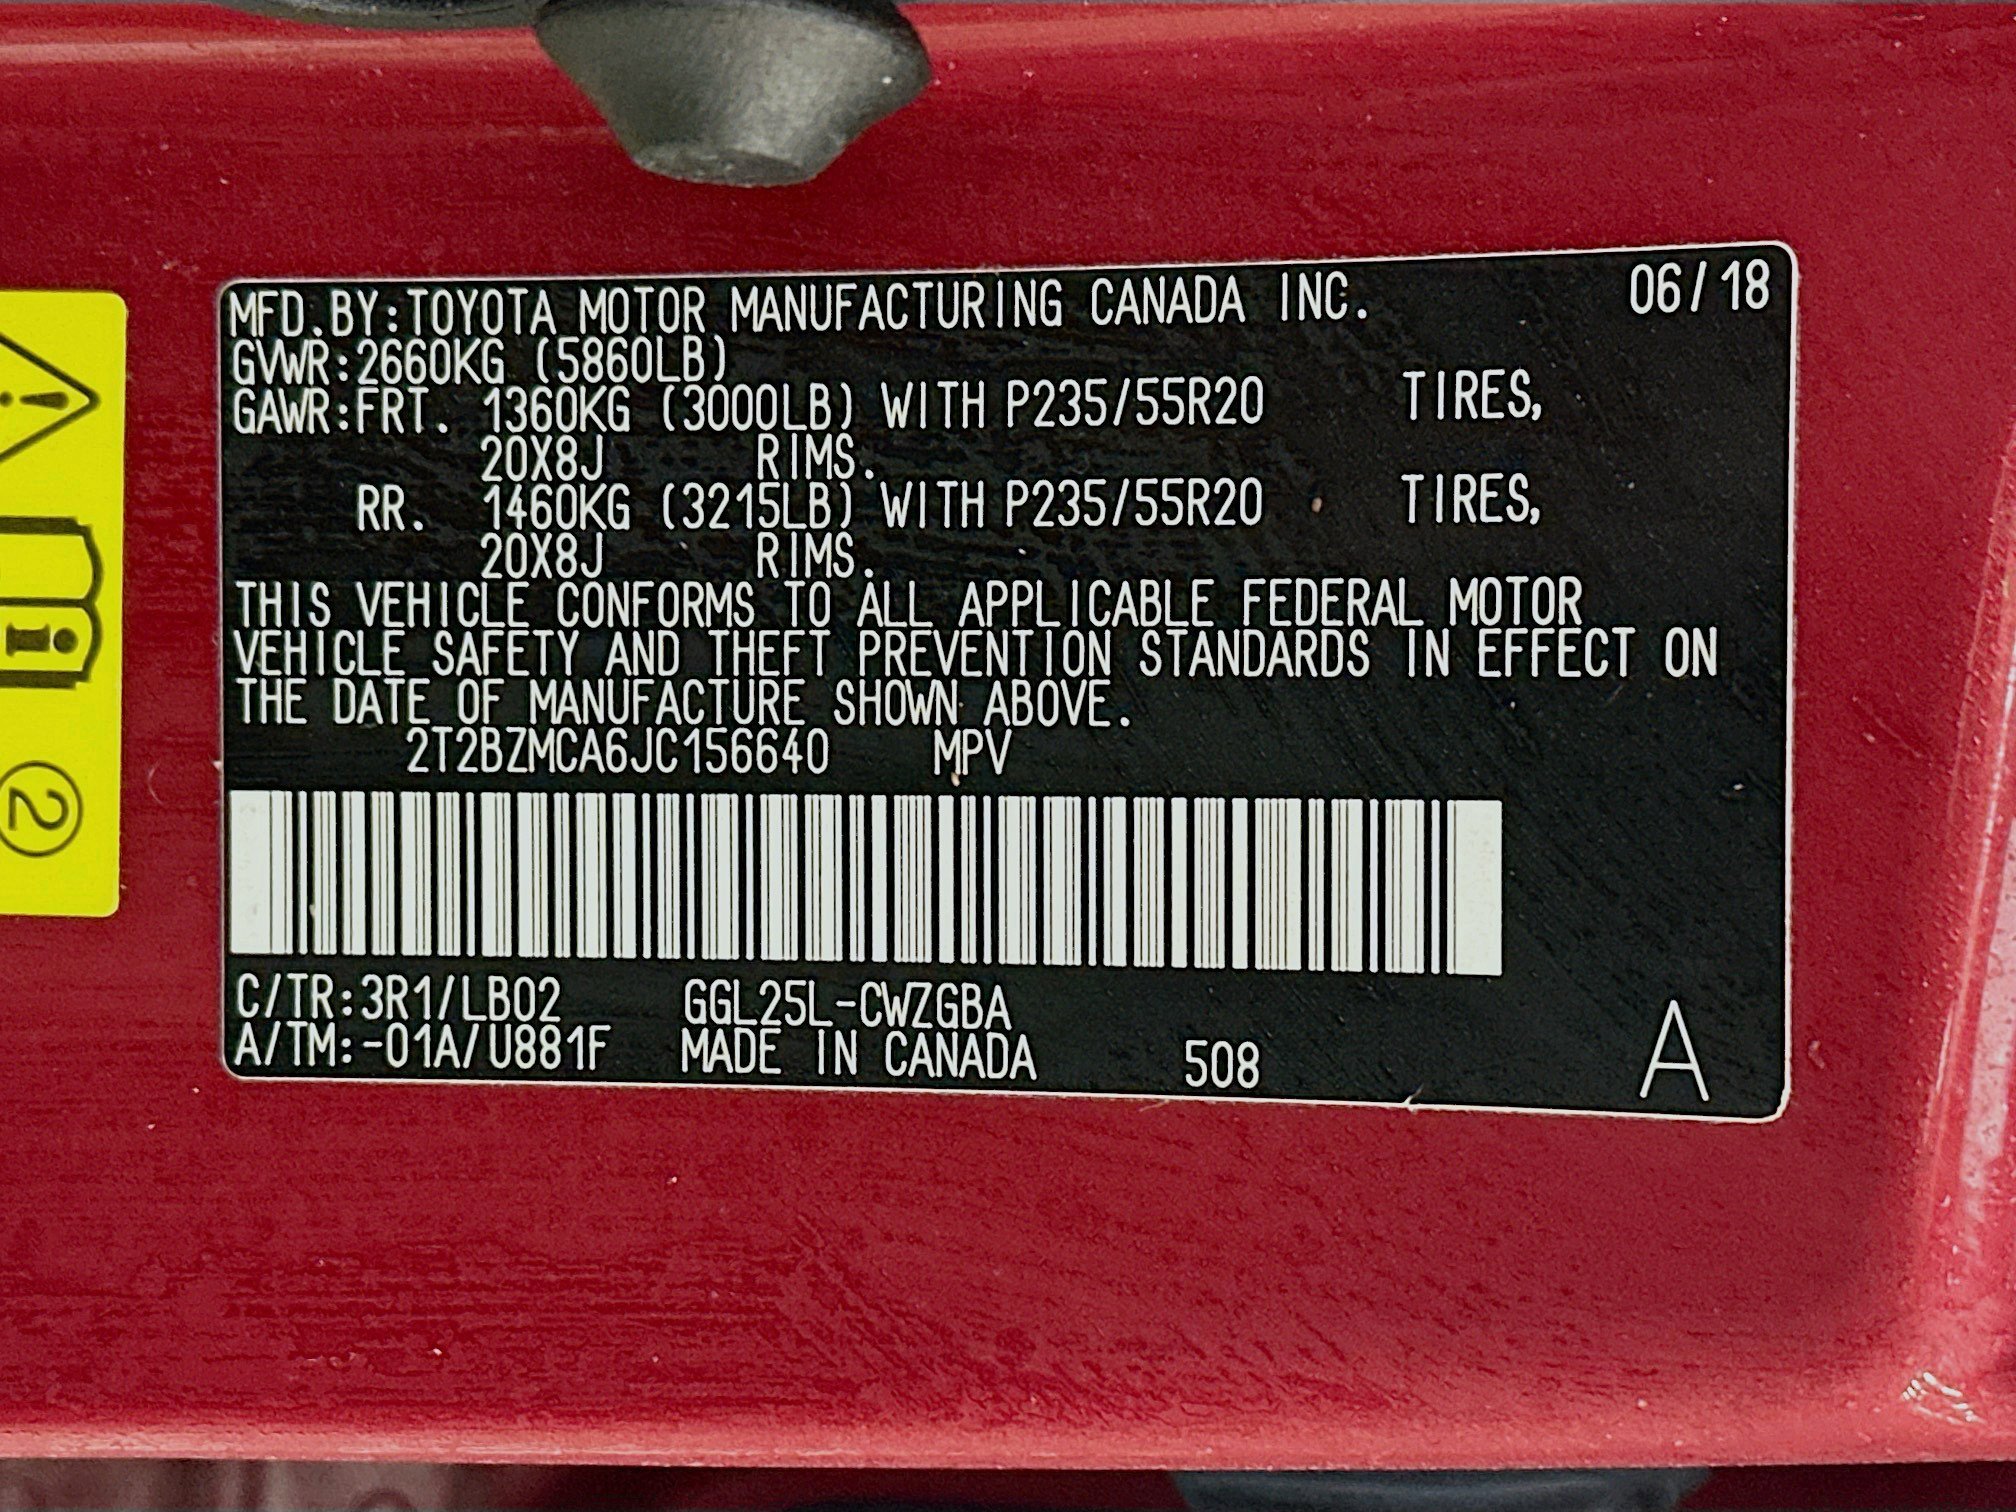 MFD.BY:TOYOTA MOTOR MANUFACTURING CANADA INC. 06/18
GVWR:2660KG (5860LB)
GAWR:FRT. 1360KG (3000LB) WITH P235/55R20 TIRES,
20X8J RIMS.
RR. 1460KG (3215LB) WITH P235/55R20 TIRES,
20X8J RIMS.
THIS VEHICLE CONFORMS TO ALL APPLICABLE FEDERAL MOTOR
VEHICLE SAFETY AND THEFT PREVENTION STANDARDS IN EFFECT ON
THE DATE OF MANUFACTURE SHOWN ABOVE.
2T2BZMCA6JC156640 MPV
C/TR:3R1/LB02 GGL25L-CWZGBA
A/TM:-01A/U881F MADE IN CANADA 508 A
!
i
2